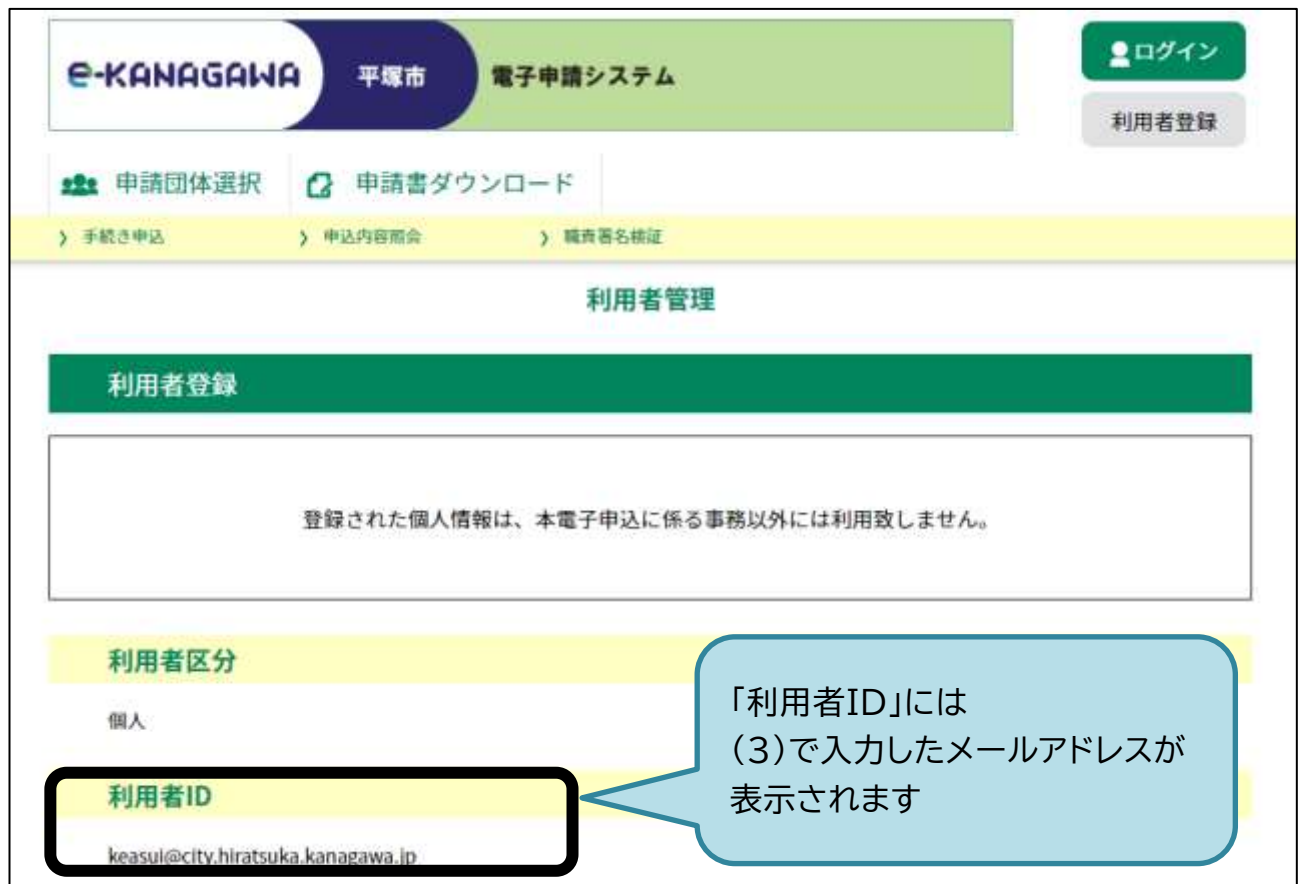 e-KANAGAWA 平塚市 電子申請システム
ログイン
利用者登録
申請団体選択 申請書ダウンロード
> 手続き申込 > 申込内容照会 > 職責署名検証
利用者管理
利用者登録
登録された個人情報は、本電子申込に係る事務以外には利用致しません。
利用者区分
個人
「利用者ID」には
(3)で入力したメールアドレスが
表示されます
利用者ID
keasui@city.hiratsuka.kanagawa.jp